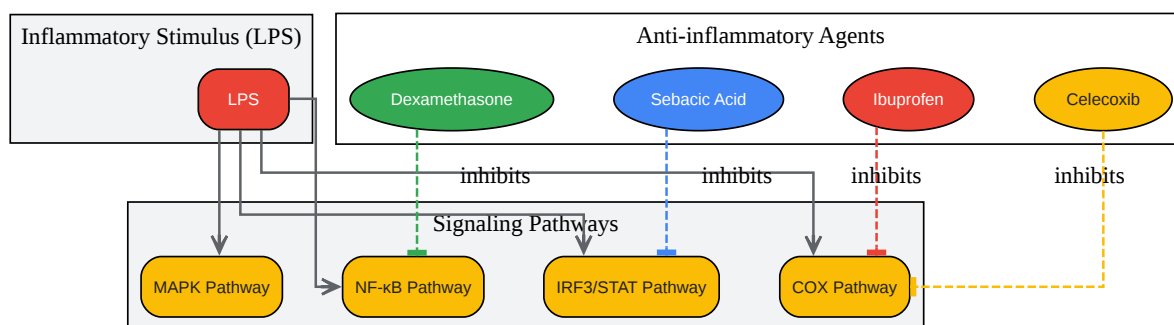 Inflammatory Stimulus (LPS)
Anti-inflammatory Agents
LPS
Dexamethasone
Sebacic Acid
Ibuprofen
Celecoxib
inhibits
inhibits
inhibits
inhibits
Signaling Pathways
MAPK Pathway
NF-κB Pathway
IRF3/STAT Pathway
COX Pathway